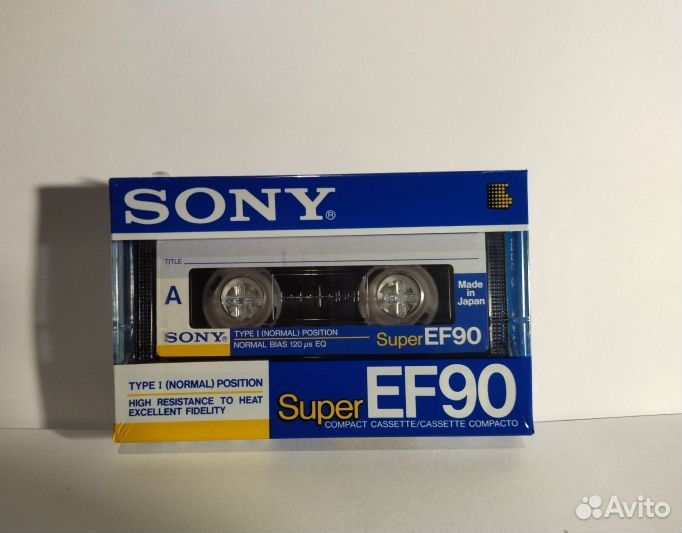 SONY®
TITLE
A
Made
in
Japan
SONY®
TYPE I (NORMAL) POSITION
NORMAL BIAS 120 µs EQ
Super EF90
TYPE I (NORMAL) POSITION
HIGH RESISTANCE TO HEAT
EXCELLENT FIDELITY
Super EF90
COMPACT CASSETTE/CASSETTE COMPACTO
Avito